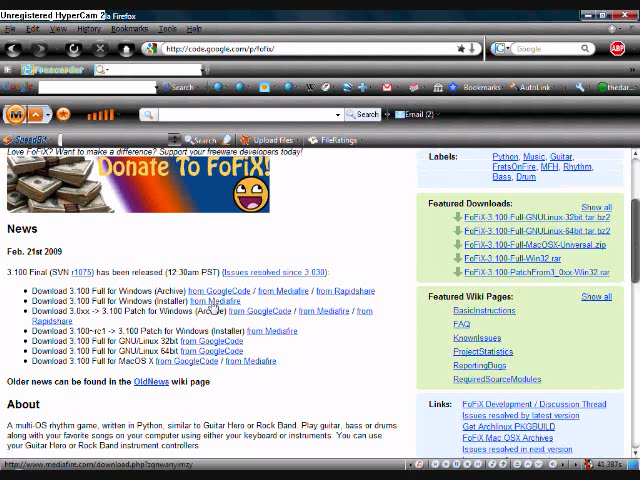 Unregistered HyperCam 2
la Firefox
File Edit View History Bookmarks Tools Help
http://code.google.com/p/fofix/
Google
Freecorder
Google
Search
Bookmarks
AutoLink
thedar
Search
Email (2)
Search
Upload files
FileRatings
Love FoFiX? Want to make a difference? Support your freeware developers today!
Donate To FoFiX!
News
Feb. 21st 2009
3.100 Final (SVN r1075) has been released (12:30am PST) (Issues resolved since 3.030):
Download 3.100 Full for Windows (Archive) from GoogleCode / from Mediafire / from Rapidshare
Download 3.100 Full for Windows (Installer) from Mediafire
Download 3.0xx -> 3.100 Patch for Windows (Archive) from GoogleCode / from Mediafire / from
Rapidshare
Download 3.100~rc1 -> 3.100 Patch for Windows (Installer) from Mediafire
Download 3.100 Full for GNU/Linux 32bit from GoogleCode
Download 3.100 Full for GNU/Linux 64bit from GoogleCode
Download 3.100 Full for MacOS X from GoogleCode / from Mediafire
Older news can be found in the OldNews wiki page
About
A multi-OS rhythm game, written in Python, similar to Guitar Hero or Rock Band. Play guitar, bass or drums
along with your favorite songs on your computer using either your keyboard or instruments. You can use
your Guitar Hero or Rock Band instrument controllers
Labels: Python, Music, Guitar,
FretsOnFire, MFH, Rhythm,
Bass, Drum
Featured Downloads: Show all
FoFiX-3.100-Full-GNULinux-32bit.tar.bz2
FoFiX-3.100-Full-GNULinux-64bit.tar.bz2
FoFiX-3.100-Full-MacOSX-Universal.zip
FoFiX-3.100-Full-Win32.rar
FoFiX-3.100-PatchFrom3_0xx-Win32.rar
Featured Wiki Pages: Show all
BasicInstructions
FAQ
KnownIssues
ProjectStatistics
ReportingBugs
RequiredSourceModules
Links: FoFiX Development / Discussion Thread
Issues resolved by latest version
Get Archlinux PKGBUILD
FoFiX Mac OSX Archives
Issues resolved in next version
41.387s